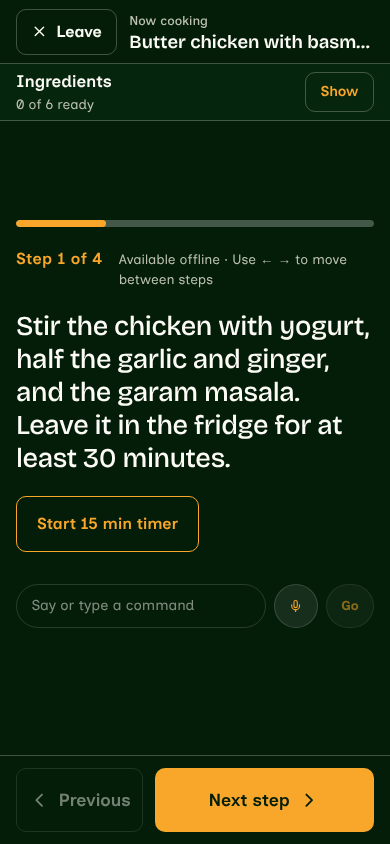 Leave
Now cooking
Butter chicken with basm...
Ingredients
0 of 6 ready
Show
Step 1 of 4
Available offline · Use ← → to move
between steps
Stir the chicken with yogurt,
half the garlic and ginger,
and the garam masala.
Leave it in the fridge for at
least 30 minutes.
Start 15 min timer
Say or type a command
Go
Previous
Next step